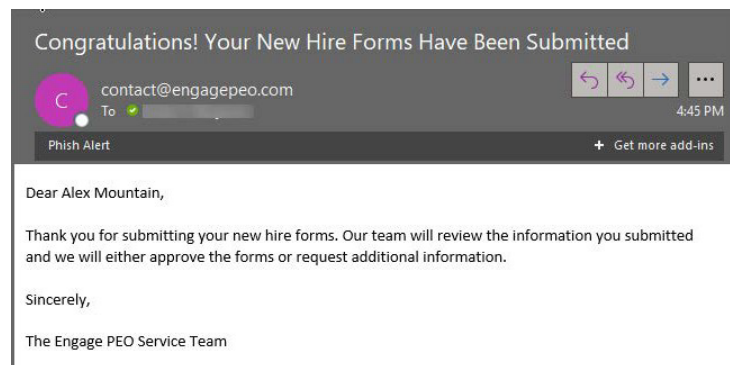 Congratulations! Your New Hire Forms Have Been Submitted
C
contact@engagepeo.com
To
4:45 PM
Phish Alert
+ Get more add-ins
Dear Alex Mountain,
Thank you for submitting your new hire forms. Our team will review the information you submitted
and we will either approve the forms or request additional information.
Sincerely,
The Engage PEO Service Team